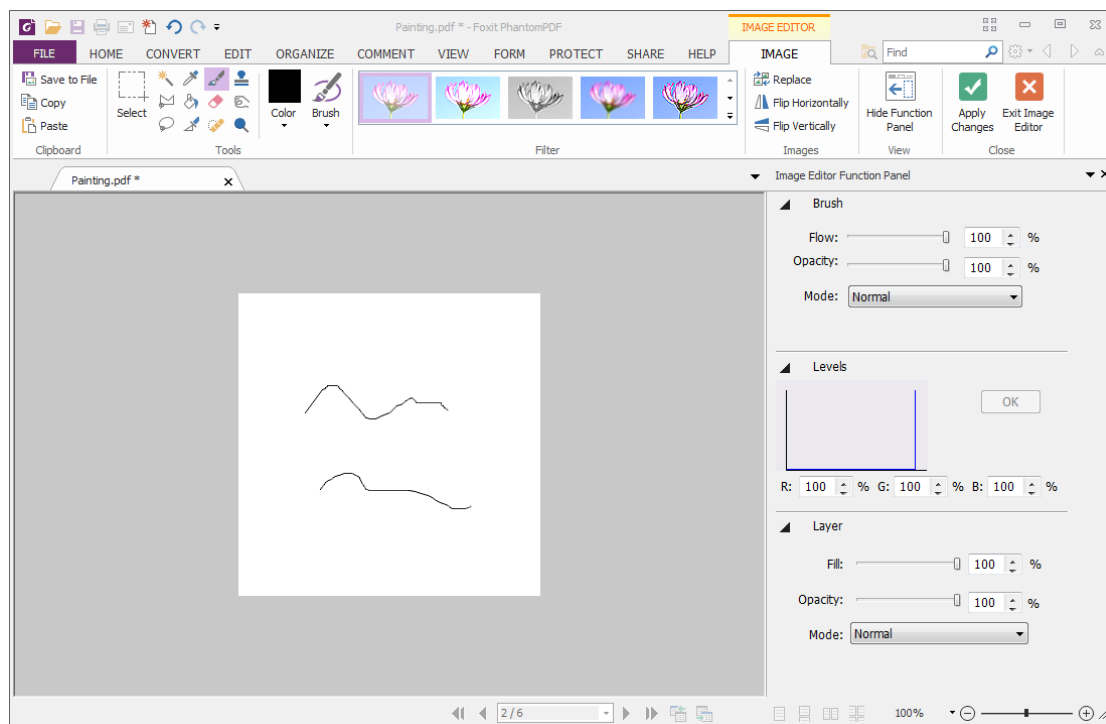 Painting.pdf * - Foxit PhantomPDF
IMAGE EDITOR
FILE HOME CONVERT EDIT ORGANIZE COMMENT VIEW FORM PROTECT SHARE HELP IMAGE Find
Save to File
Copy
Paste
Clipboard
Select
Tools
Color
Brush
Filter
Replace
Flip Horizontally
Flip Vertically
Images
Hide Function
Panel
View
Apply
Changes
Exit Image
Editor
Close
Painting.pdf *
Image Editor Function Panel
Brush
Flow: 100 %
Opacity: 100 %
Mode: Normal
Levels
OK
R: 100 % G: 100 % B: 100 %
Layer
Fill: 100 %
Opacity: 100 %
Mode: Normal
2 / 6
100%